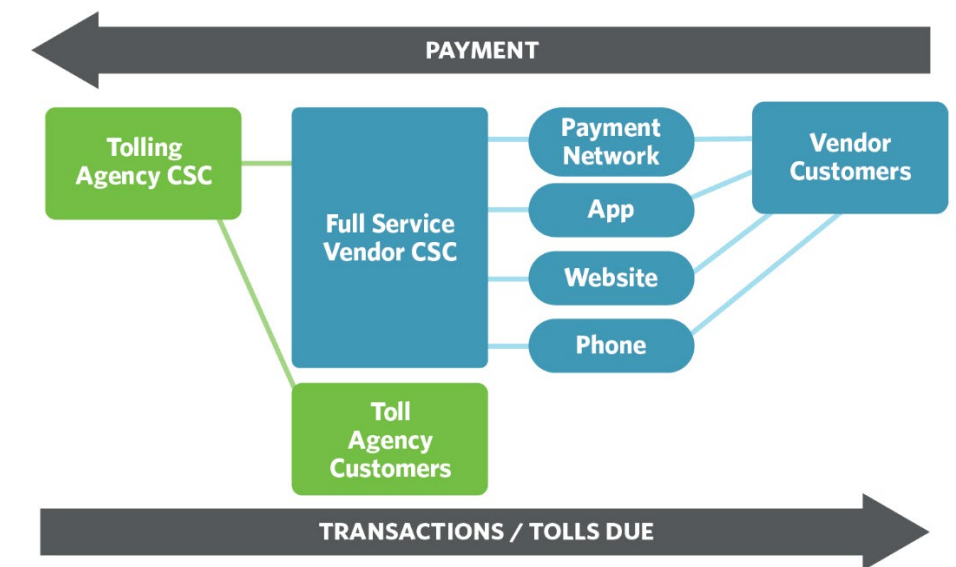 PAYMENT
Tolling
Agency CSC
Full Service
Vendor CSC
Payment
Network
App
Website
Phone
Vendor
Customers
Toll
Agency
Customers
TRANSACTIONS / TOLLS DUE